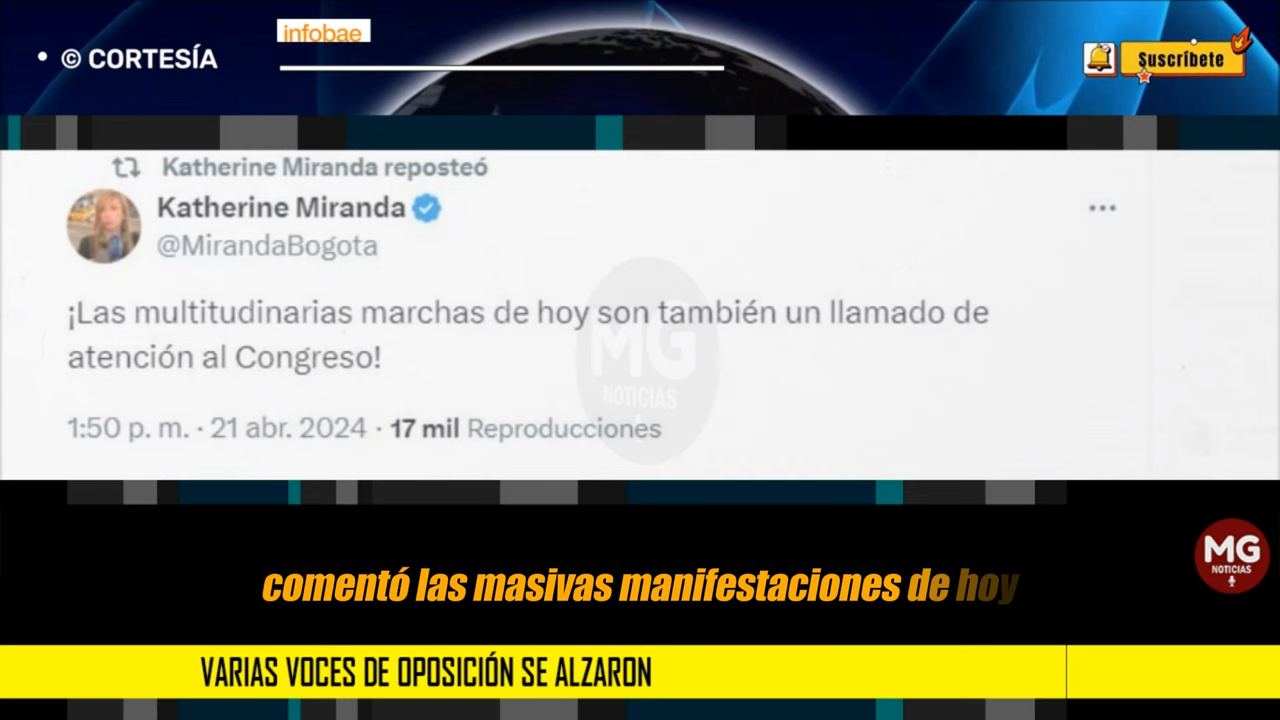 infobae
• © CORTESÍA
Suscríbete
Katherine Miranda reposteó
Katherine Miranda
@MirandaBogota
¡Las multitudinarias marchas de hoy son también un llamado de
atención al Congreso!
MG
NOTICIAS
1:50 p. m. · 21 abr. 2024 · 17 mil Reproducciones
MG
NOTICIAS
comentó las masivas manifestaciones de hoy
VARIAS VOCES DE OPOSICIÓN SE ALZARON